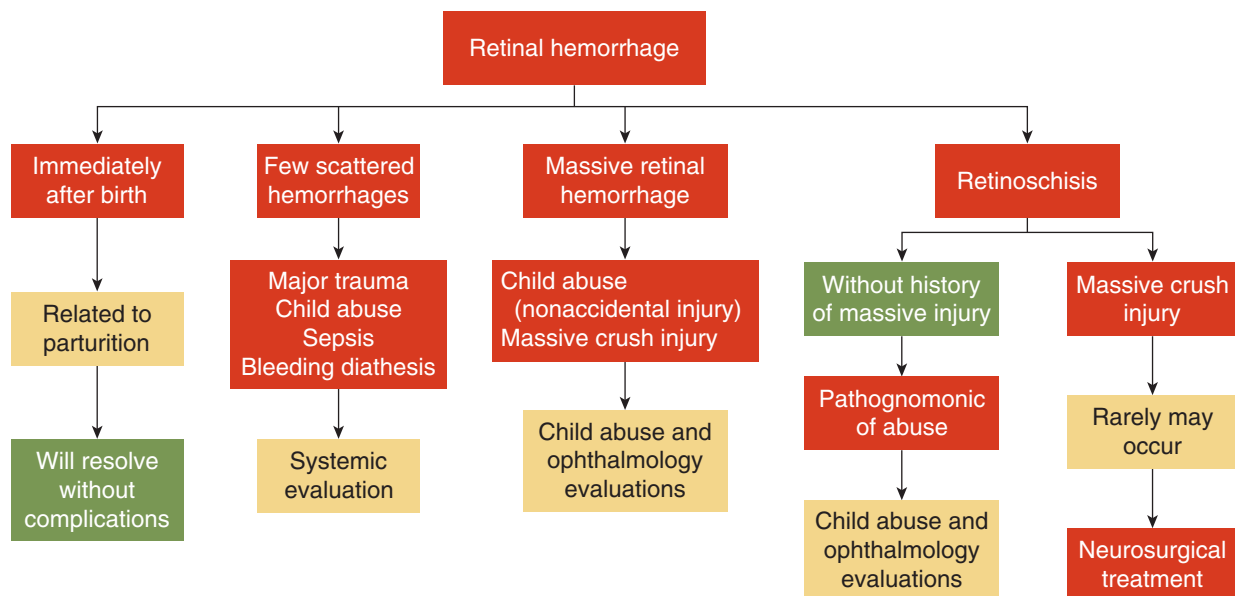 Retinal hemorrhage
Immediately
after birth
Few scattered
hemorrhages
Massive retinal
hemorrhage
Retinoschisis
Related to
parturition
Major trauma
Child abuse
Sepsis
Bleeding diathesis
Child abuse
(nonaccidental injury)
Massive crush injury
Without history
of massive injury
Massive crush
injury
Will resolve
without
complications
Systemic
evaluation
Child abuse and
ophthalmology
evaluations
Pathognomonic
of abuse
Rarely may
occur
Child abuse and
ophthalmology
evaluations
Neurosurgical
treatment